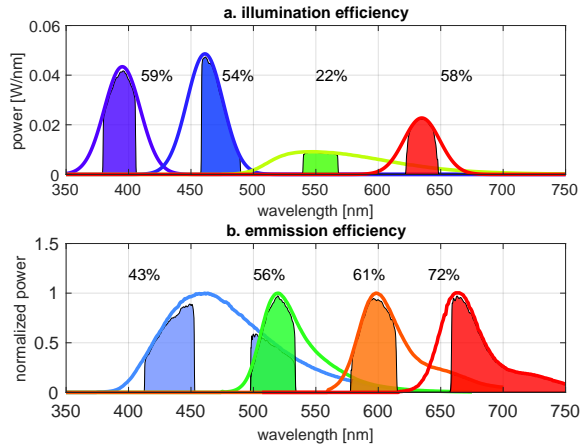 a. illumination efficiency
0.06
0.04
0.02
0
power [W/nm]
59% 54% 22% 58%
350 400 450 500 550 600 650 700 750
wavelength [nm]
b. emmission efficiency
1.5
1
0.5
0
normalized power
43% 56% 61% 72%
350 400 450 500 550 600 650 700 750
wavelength [nm]